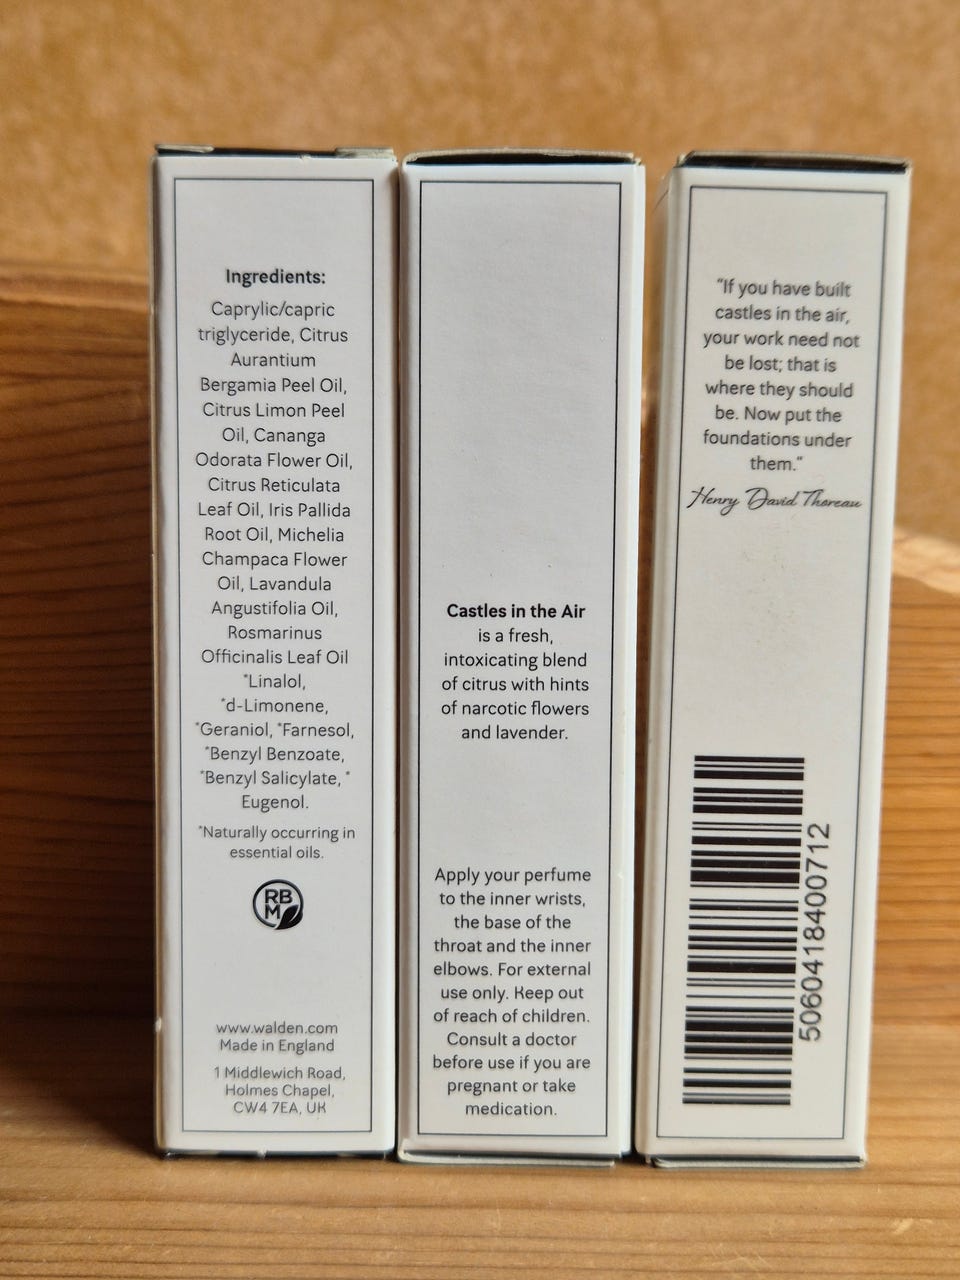 Ingredients:
Caprylic/capric
triglyceride, Citrus
Aurantium
Bergamia Peel Oil,
Citrus Limon Peel
Oil, Cananga
Odorata Flower Oil,
Citrus Reticulata
Leaf Oil, Iris Pallida
Root Oil, Michelia
Champaca Flower
Oil, Lavandula
Angustifolia Oil,
Rosmarinus
Officinalis Leaf Oil
*Linalol,
*d-Limonene,
*Geraniol, *Farnesol,
*Benzyl Benzoate,
*Benzyl Salicylate, *
Eugenol.
*Naturally occurring in
essential oils.
RB
M
www.walden.com
Made in England
1 Middlewich Road,
Holmes Chapel,
CW4 7EA, UK
Castles in the Air
is a fresh,
intoxicating blend
of citrus with hints
of narcotic flowers
and lavender.
Apply your perfume
to the inner wrists,
the base of the
throat and the inner
elbows. For external
use only. Keep out
of reach of children.
Consult a doctor
before use if you are
pregnant or take
medication.
"If you have built
castles in the air,
your work need not
be lost; that is
where they should
be. Now put the
foundations under
them."
Henry David Thoreau
5060418400712